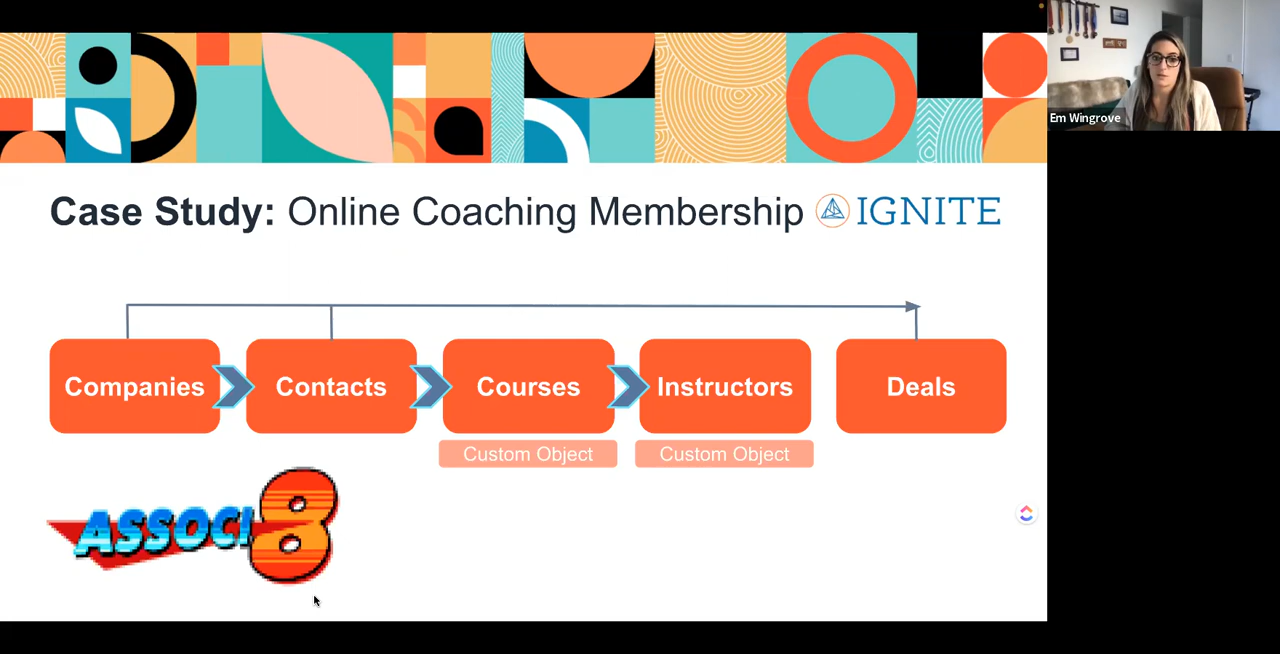 Em Wingrove
Case Study: Online Coaching Membership IGNITE
Companies Contacts Courses Instructors Deals
Custom Object Custom Object
ASSOCI8